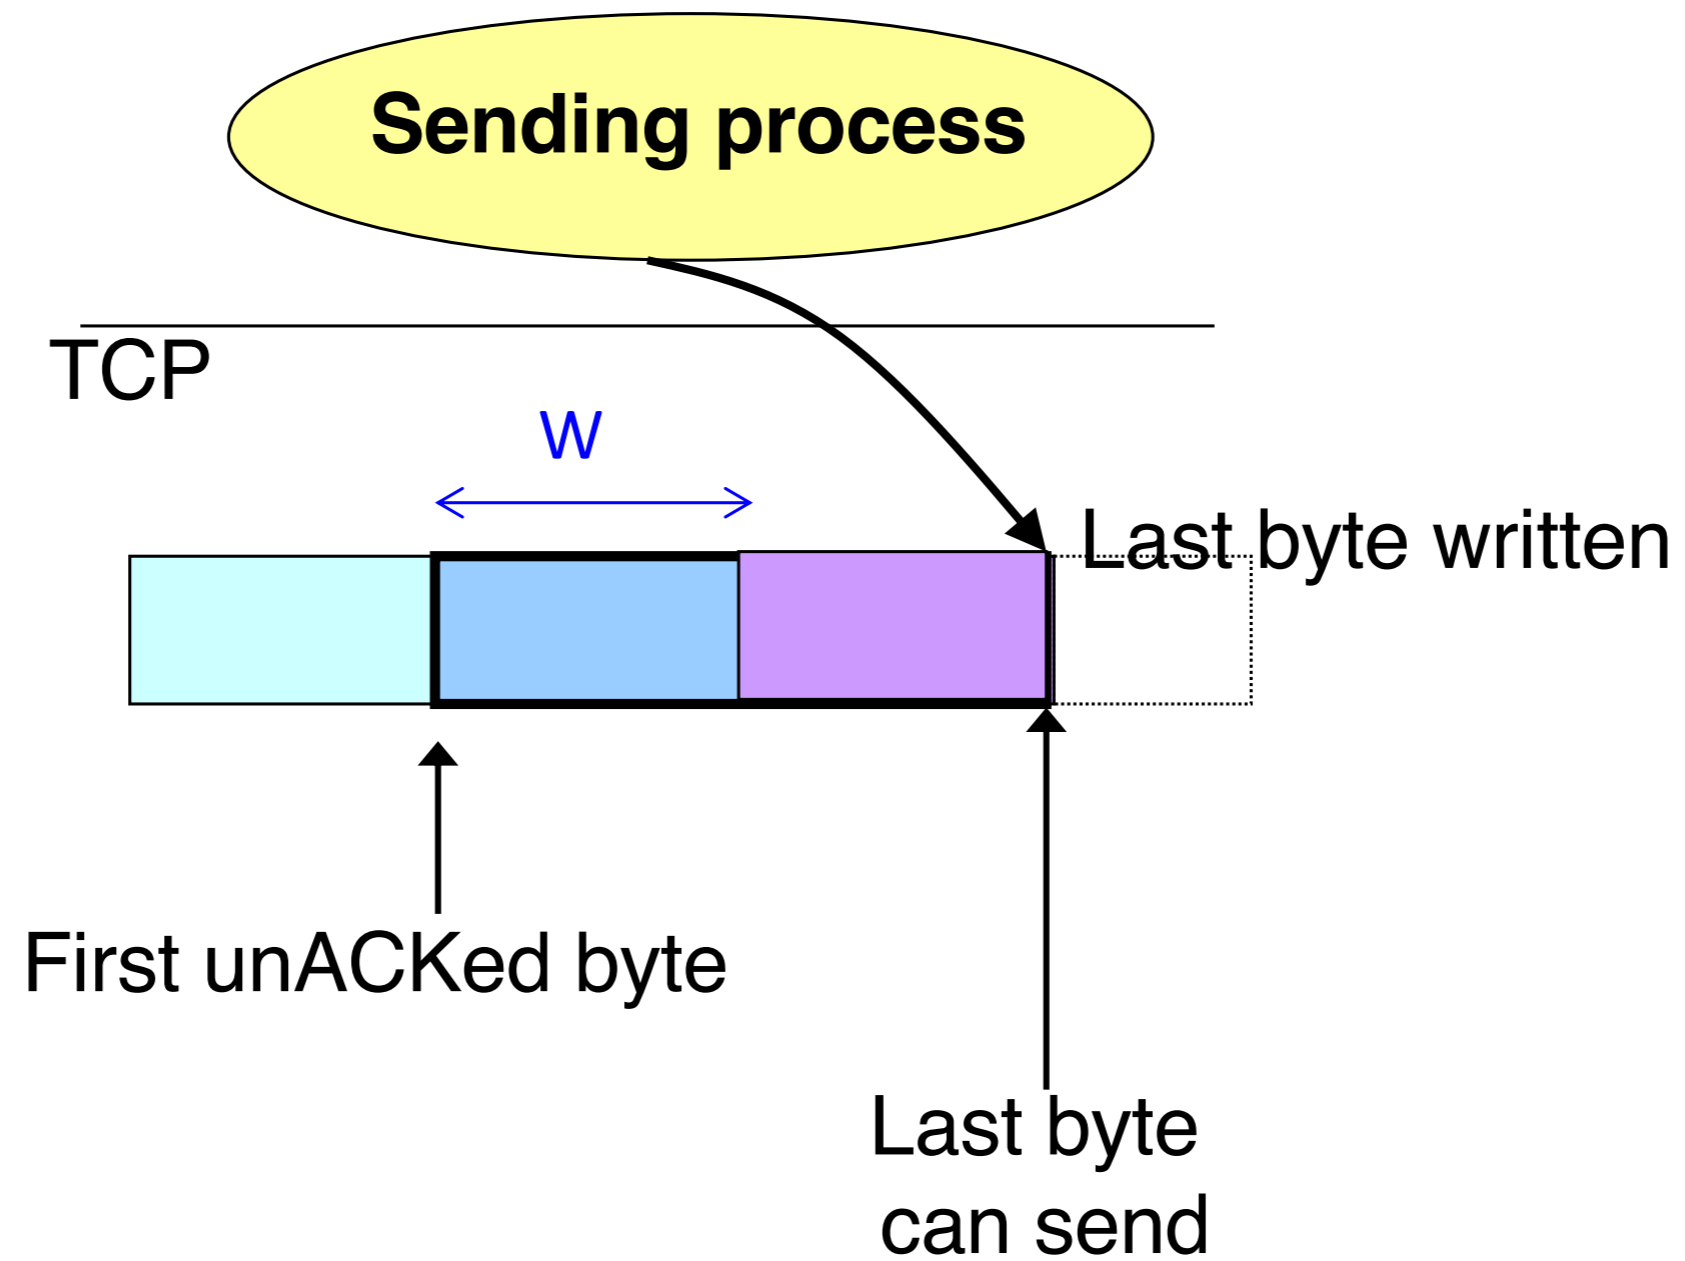 Sending process
TCP
W
Last byte written
First unACKed byte
Last byte
can send